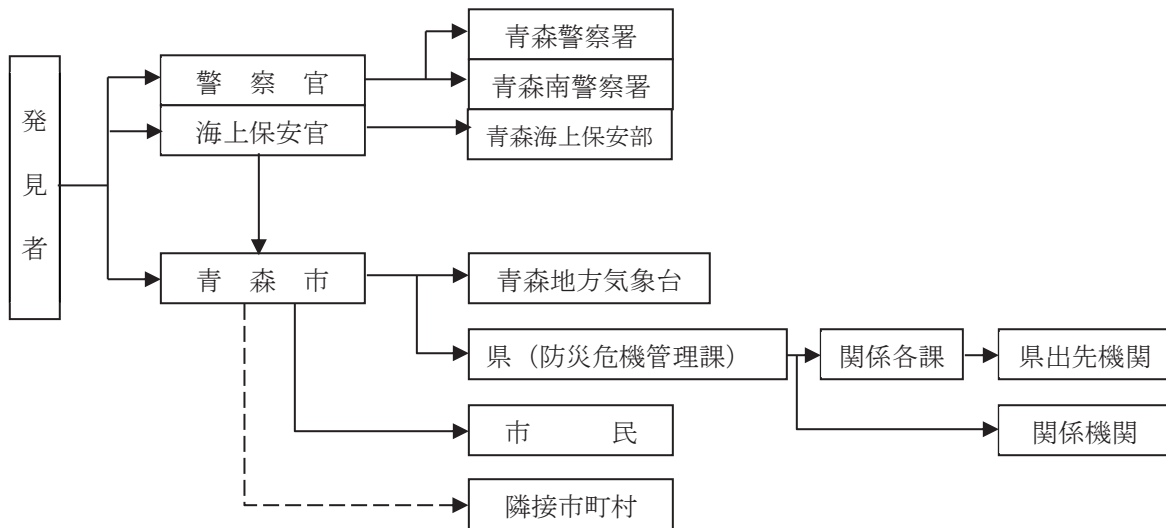 発見者
警察官
海上保安官
青森警察署
青森南警察署
青森海上保安部
青森市
青森地方気象台
県（防災危機管理課）
関係各課
県出先機関
関係機関
市民
隣接市町村